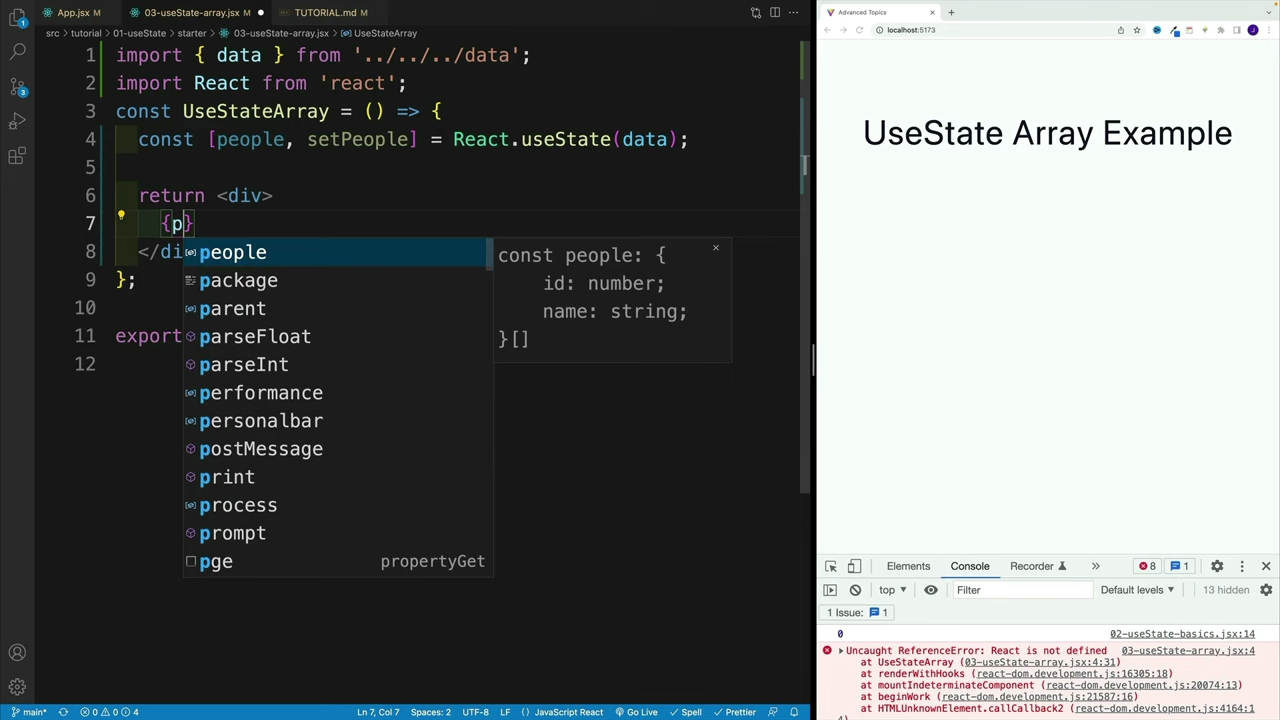 App.jsx M
03-useState-array.jsx M
TUTORIAL.md M
src
tutorial
starter
03-useState-array.jsx
UseStateArray
1 import { data } from '../../../data';
2 import React from 'react';
3 const UseStateArray = () => {
4 const [people, setPeople] = React.useState(data);
5
6 return <div>
7 {p}
8 </di
9 };
10
11 export
12
people
package
parent
parseFloat
parseInt
performance
personalbar
postMessage
print
process
prompt
pge propertyGet
const people: {
id: number;
name: string;
}[]
main*
0 0 4
Ln 7, Col 7
Spaces: 2
UTF-8
LF
JavaScript React
Go Live
Spell
Prettier
Advanced Topics
localhost:5173
UseState Array Example
Elements
Console
Recorder
8
1
top
Filter
Default levels
13 hidden
1 Issue: 1
0 02-useState-basics.jsx:14
Uncaught ReferenceError: React is not defined 03-useState-array.jsx:4
at UseStateArray (03-useState-array.jsx:4:31)
at renderWithHooks (react-dom.development.js:16305:18)
at mountIndeterminateComponent (react-dom.development.js:20074:13)
at beginWork (react-dom.development.js:21587:16)
at HTMLUnknownElement.callCallback2 (react-dom.development.js:4164:1
4)